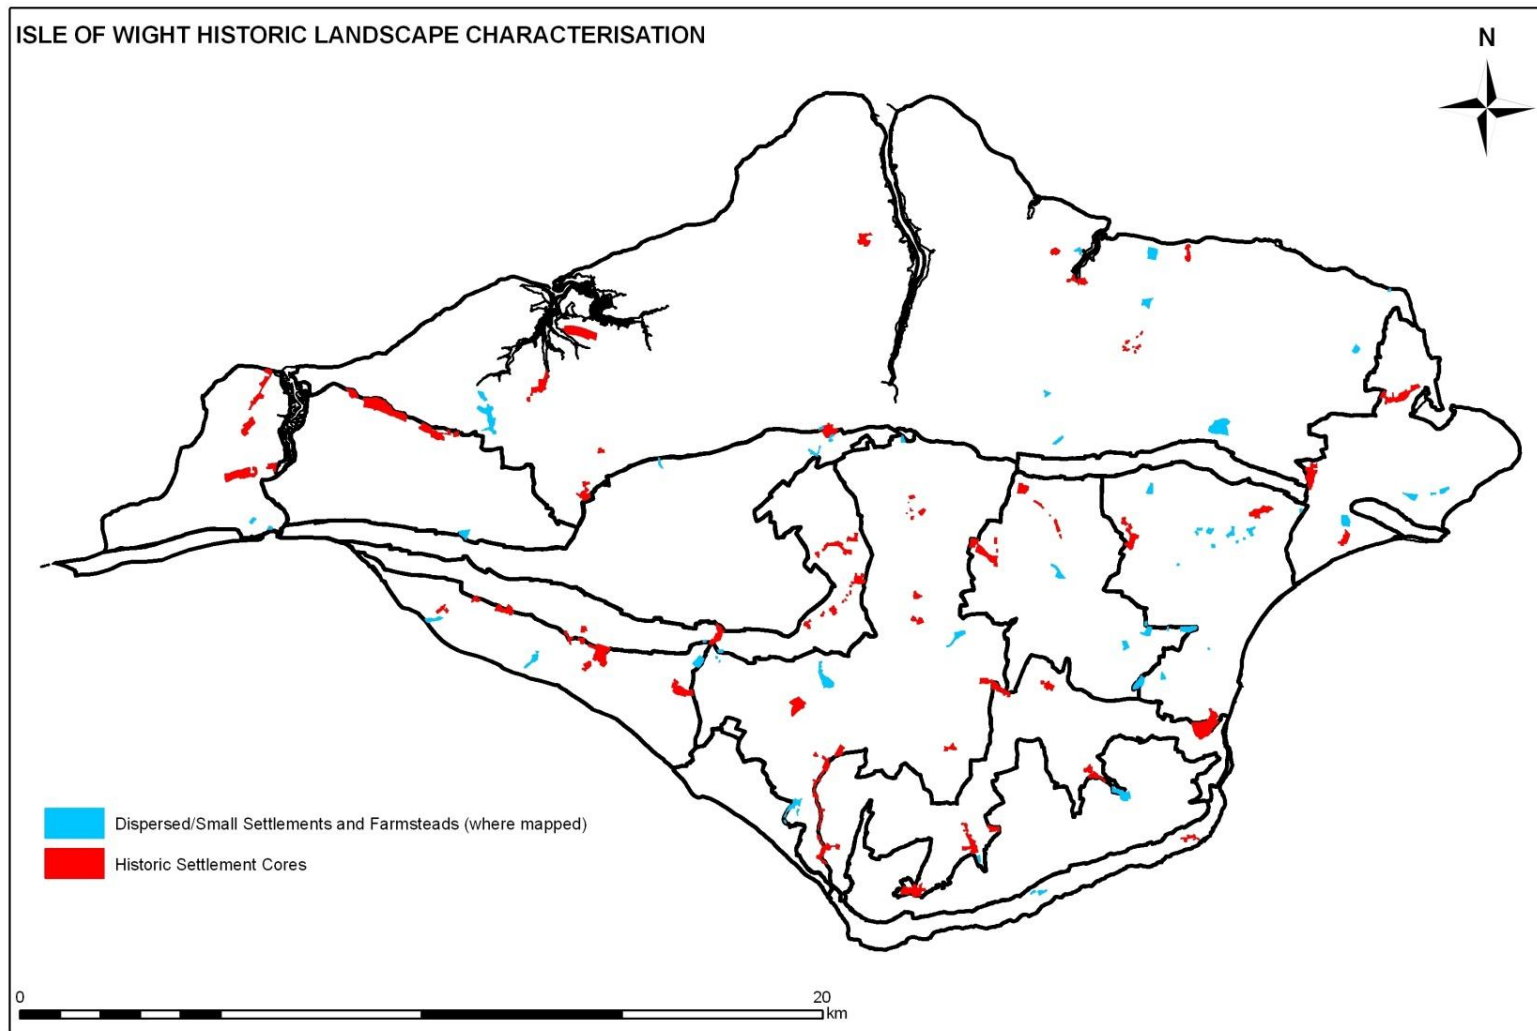 ISLE OF WIGHT HISTORIC LANDSCAPE CHARACTERISATION
N
Dispersed/Small Settlements and Farmsteads (where mapped)
Historic Settlement Cores
0 20
km